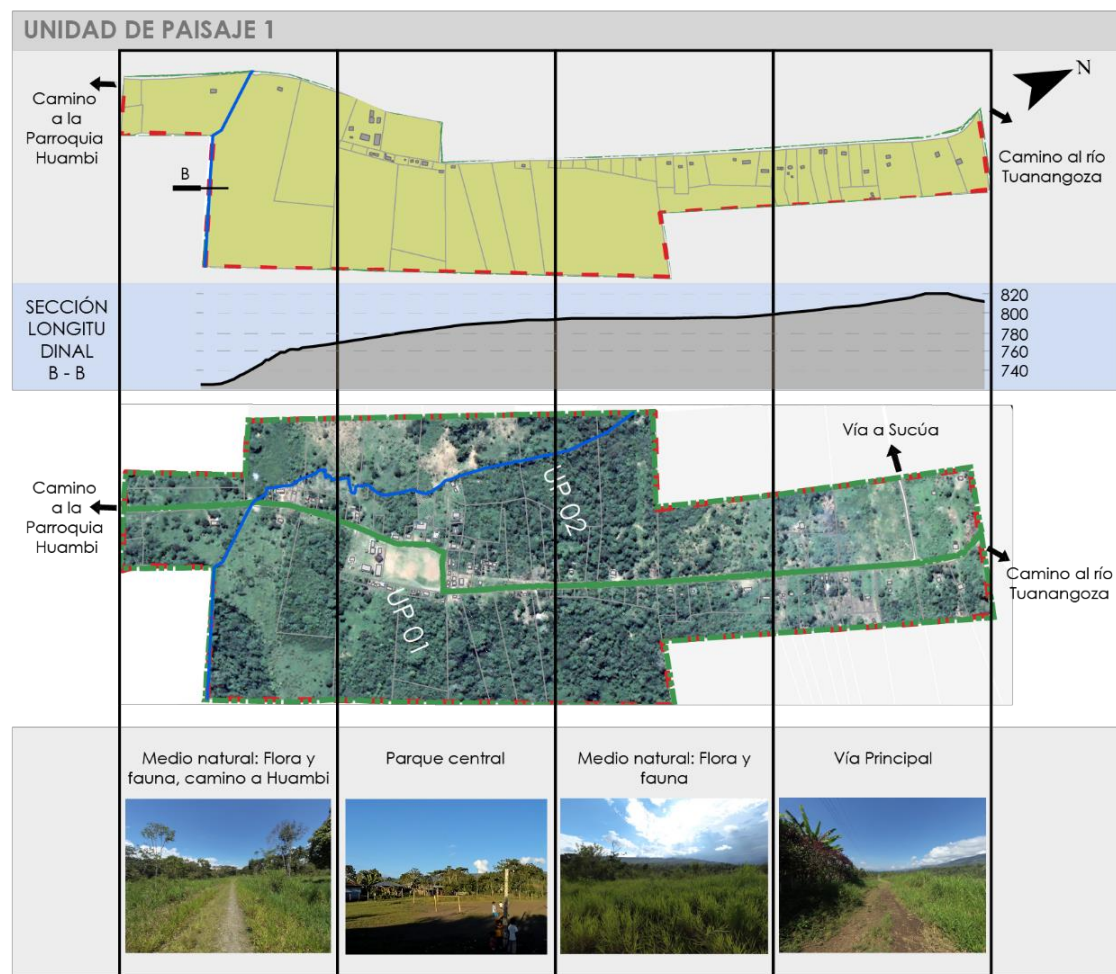 UNIDAD DE PAISAJE 1
Camino
a la
Parroquia
Huambi
N
B
Camino al río
Tuanangoza
SECCIÓN
LONGITU
DINAL
B - B
820
800
780
760
740
Vía a Sucúa
Camino
a la
Parroquia
Huambi
UP 02
UP 01
Camino al río
Tuanangoza
Medio natural: Flora y
fauna, camino a Huambi
Parque central
Medio natural: Flora y
fauna
Vía Principal